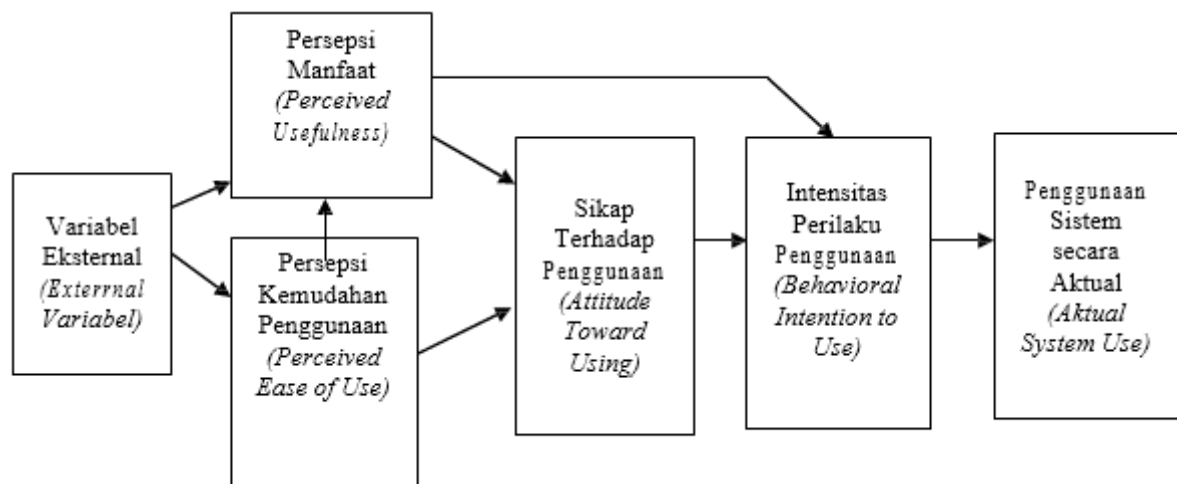 Persepsi
Manfaat
(Perceived
Usefulness)
Variabel
Eksternal
(Exterrnal
Variabel)
Persepsi
Kemudahan
Penggunaan
(Perceived
Ease of Use)
Sikap
Terhadap
Penggunaan
(Attitude
Toward
Using)
Intensitas
Perilaku
Penggunaan
(Behavioral
Intention to
Use)
Penggunaan
Sistem
secara
Aktual
(Aktual
System Use)